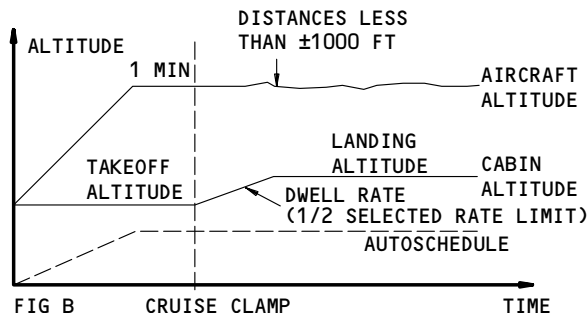 DISTANCES LESS
THAN ±1000 FT
ALTITUDE
1 MIN
AIRCRAFT
ALTITUDE
LANDING
ALTITUDE
TAKEOFF
ALTITUDE
CABIN
ALTITUDE
DWELL RATE
(1/2 SELECTED RATE LIMIT)
AUTOSCHEDULE
FIG B
CRUISE CLAMP
TIME